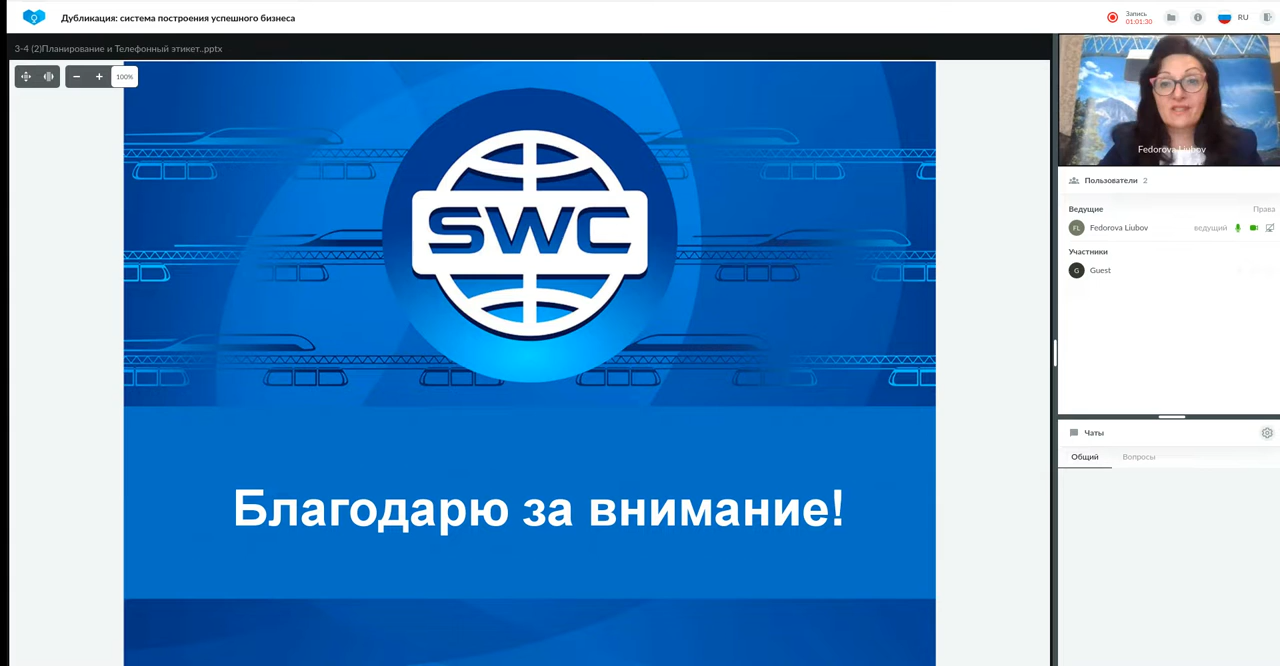 Дубликация: система построения успешного бизнеса
Запись
01:01:30
RU
3-4 (2)Планирование и Телефонный этикет..pptx
100%
SWC
Благодарю за внимание!
Fedorova Liubov
Пользователи 2
Ведущие Права
FL Fedorova Liubov ведущий
Участники
G Guest
Чаты
Общий Вопросы